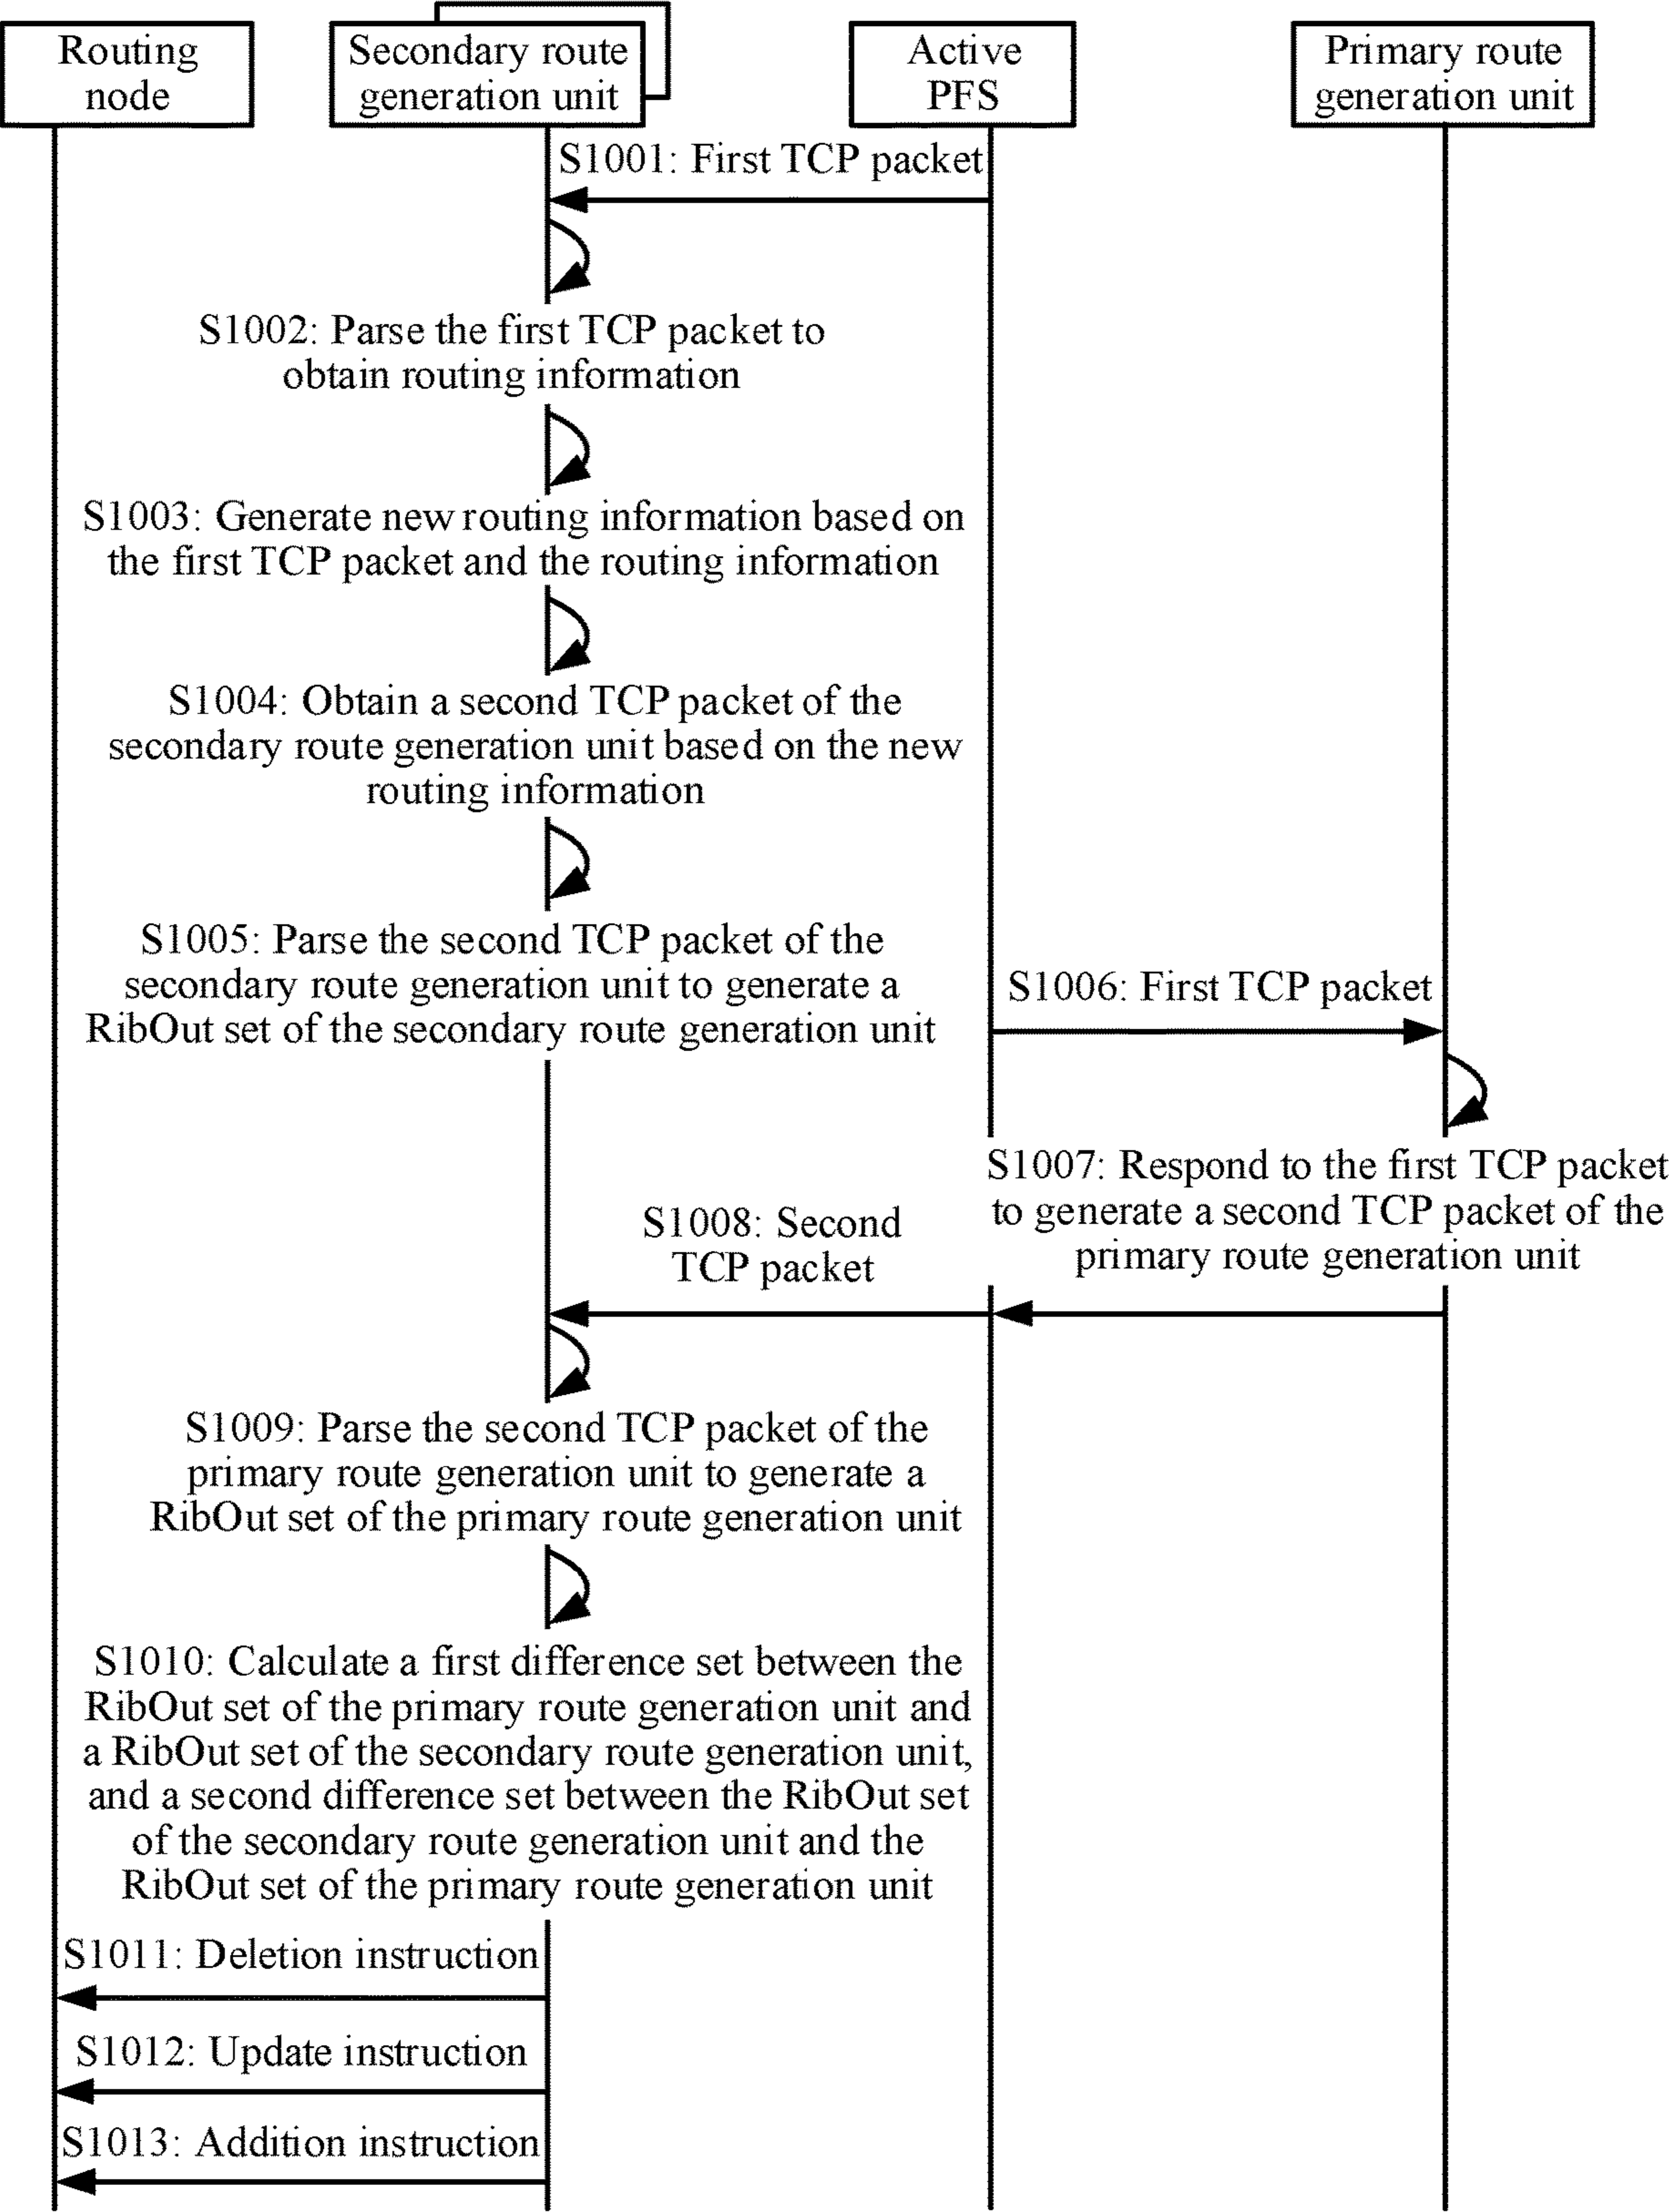 Routing
node
Secondary route
generation unit
Active
PFS
Primary route
generation unit
S1001: First TCP packet
S1002: Parse the first TCP packet to
obtain routing information
S1003: Generate new routing information based on
the first TCP packet and the routing information
S1004: Obtain a second TCP packet of the
secondary route generation unit based on the new
routing information
S1005: Parse the second TCP packet of the
secondary route generation unit to generate a
RibOut set of the secondary route generation unit
S1006: First TCP packet
S1007: Respond to the first TCP packet
to generate a second TCP packet of the
primary route generation unit
S1008: Second
TCP packet
S1009: Parse the second TCP packet of the
primary route generation unit to generate a
RibOut set of the primary route generation unit
S1010: Calculate a first difference set between the
RibOut set of the primary route generation unit and
a RibOut set of the secondary route generation unit,
and a second difference set between the RibOut set
of the secondary route generation unit and the
RibOut set of the primary route generation unit
S1011: Deletion instruction
S1012: Update instruction
S1013: Addition instruction